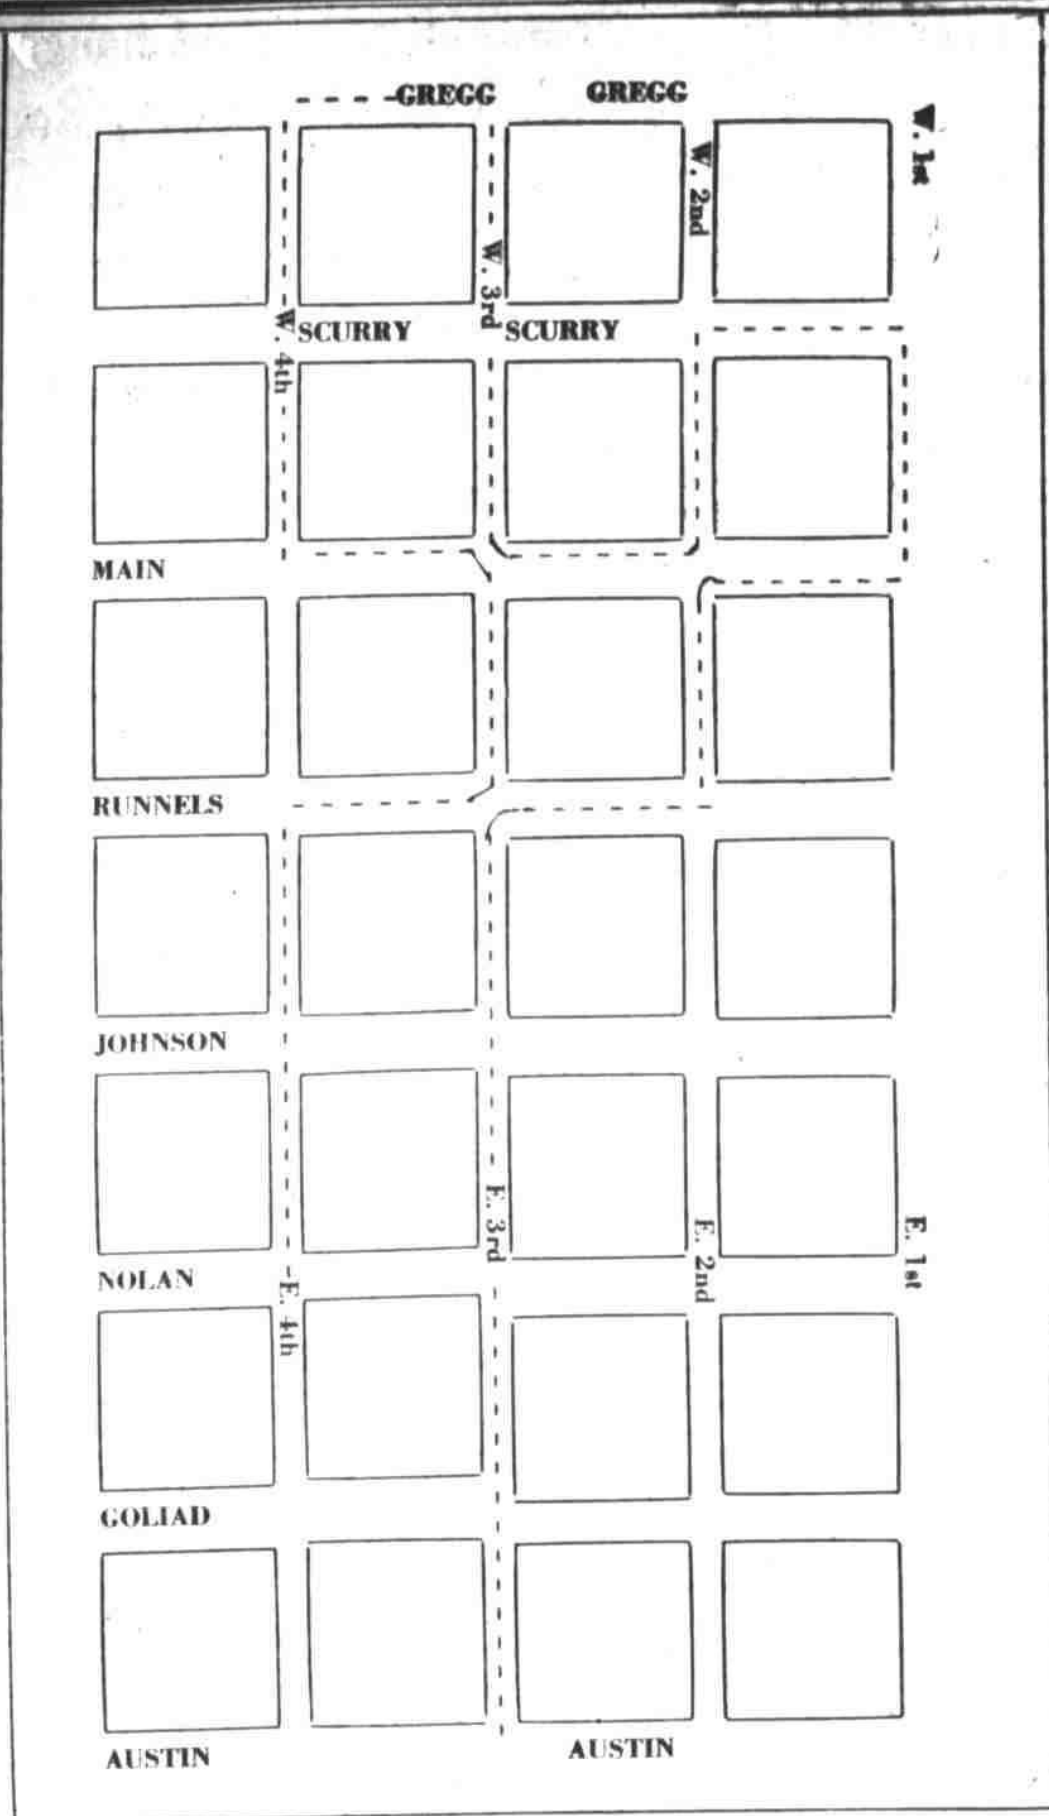 GREGG GREGG
W. 1st
W. 2nd
W. 3rd
W. 4th
SCURRY SCURRY
MAIN
RUNNELS
JOHNSON
E. 3rd
E. 2nd
E. 1st
NOLAN
E. 4th
GOLIAD
AUSTIN AUSTIN